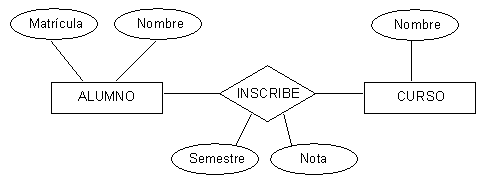 Matrícula
Nombre
Nombre
ALUMNO
INSCRIBE
CURSO
Semestre
Nota